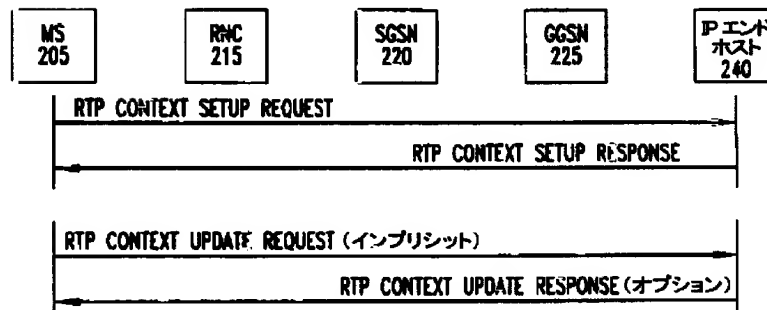 MS
205
RNC
215
SGSN
220
GGSN
225
IP エンド
ホスト
240
RTP CONTEXT SETUP REQUEST
RTP CONTEXT SETUP RESPONSE
RTP CONTEXT UPDATE REQUEST (インプリシット)
RTP CONTEXT UPDATE RESPONSE (オプション)